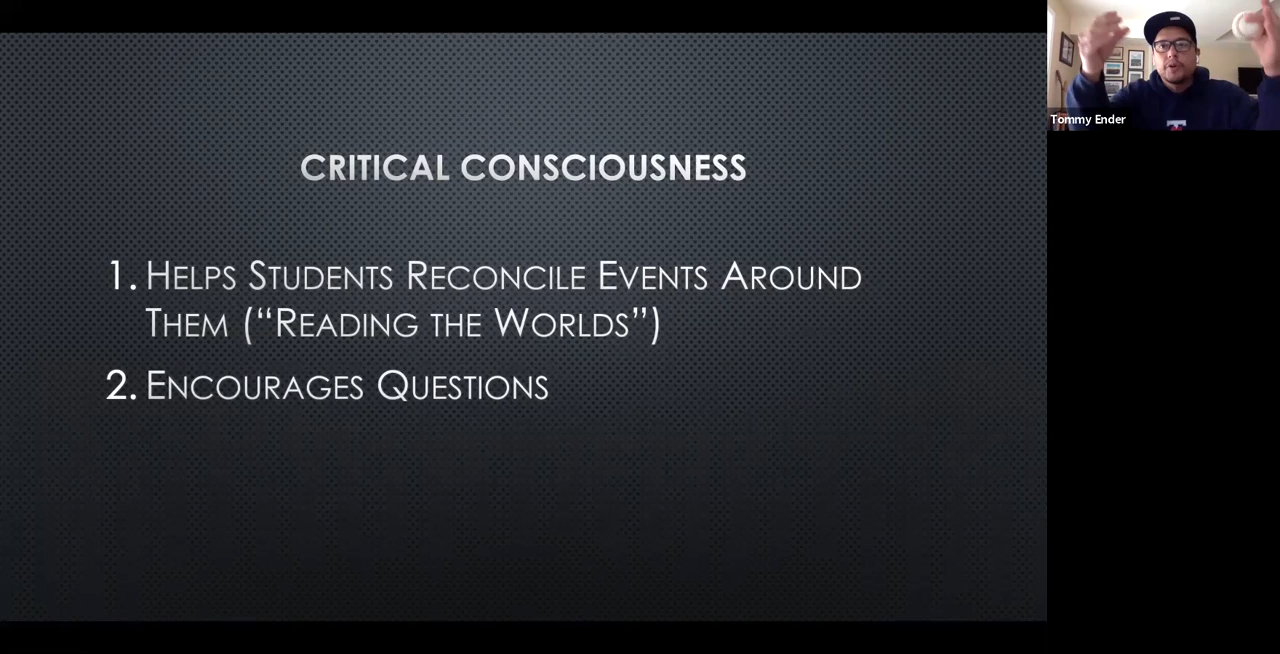 CRITICAL CONSCIOUSNESS
1. HELPS STUDENTS RECONCILE EVENTS AROUND
THEM (“READING THE WORLDS”)
2. ENCOURAGES QUESTIONS
Tommy Ender